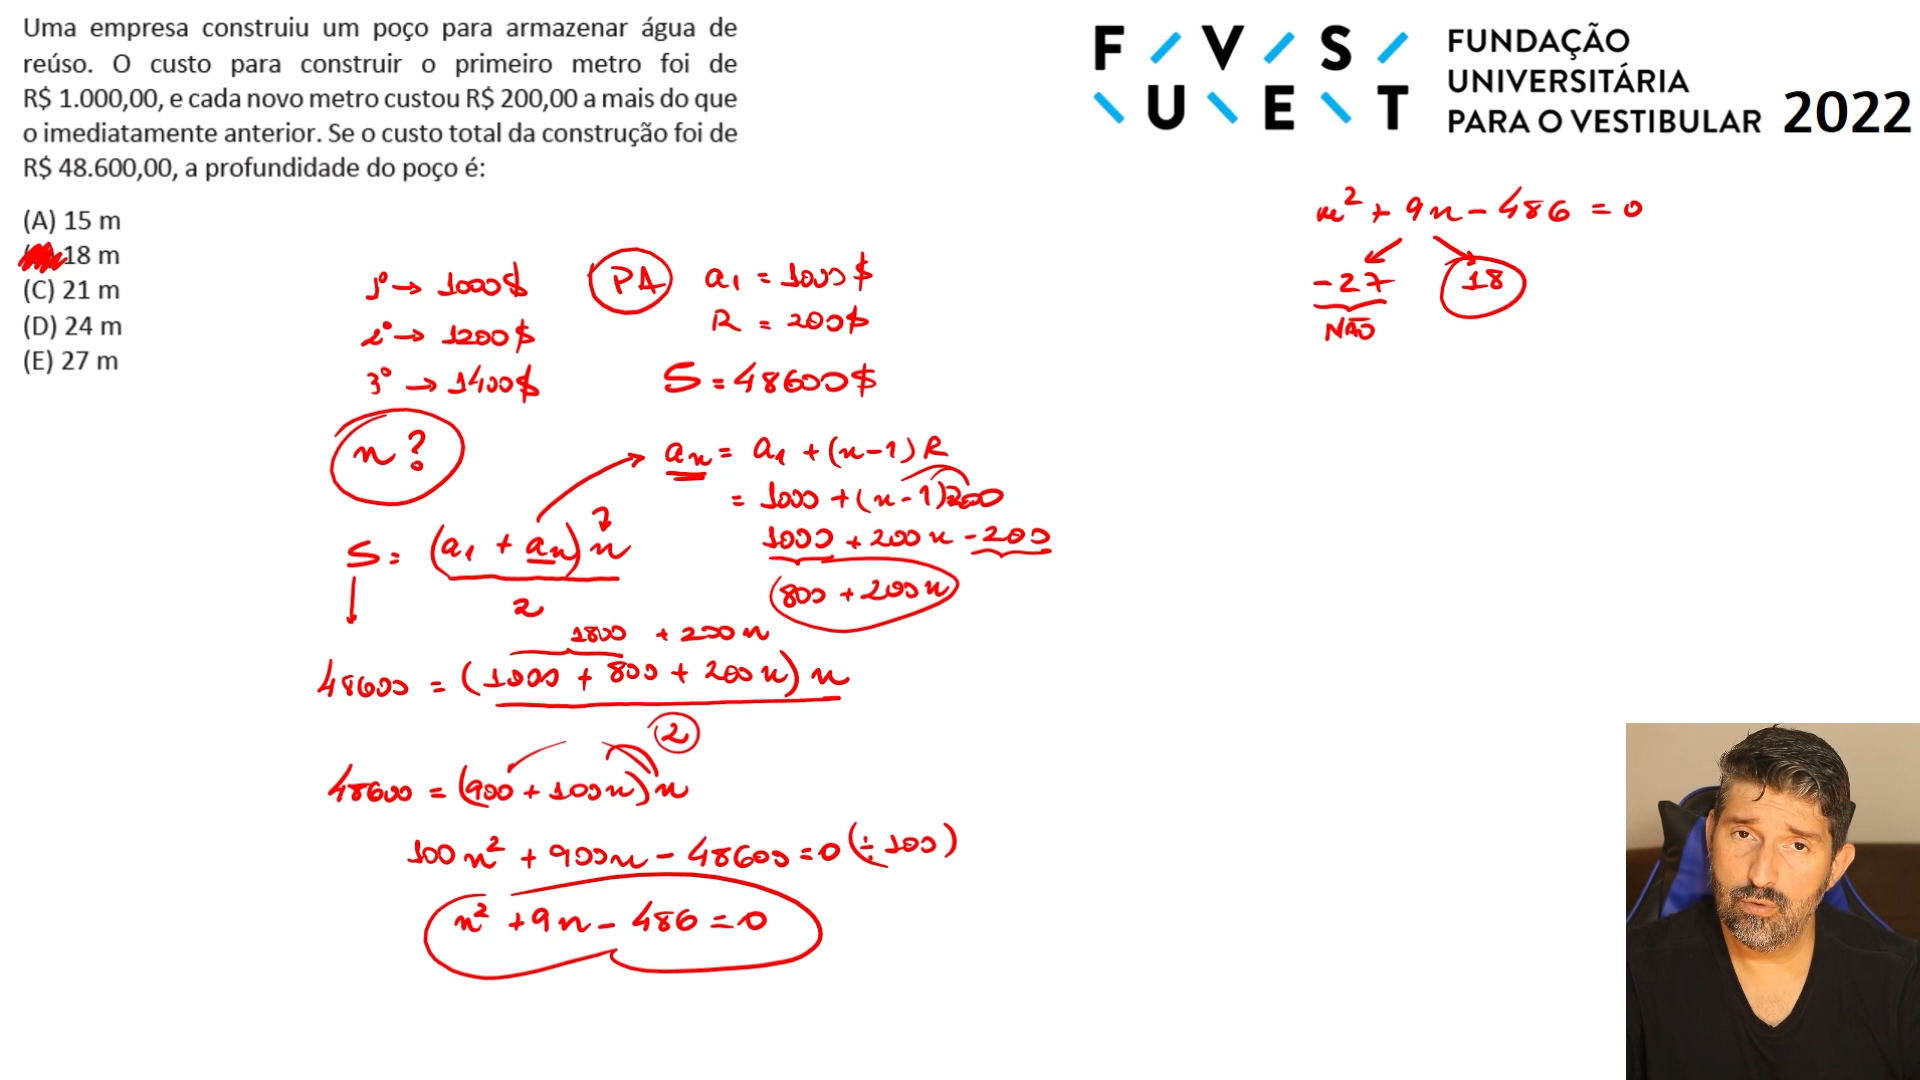 Uma empresa construiu um poço para armazenar água de
reúso. O custo para construir o primeiro metro foi de
R$ 1.000,00, e cada novo metro custou R$ 200,00 a mais do que
o imediatamente anterior. Se o custo total da construção foi de
R$ 48.600,00, a profundidade do poço é:
(A) 15 m
18 m
(C) 21 m
(D) 24 m
(E) 27 m
F V S
U E T
FUNDAÇÃO
UNIVERSITÁRIA
PARA O VESTIBULAR
2022
1º → 1000$
2º → 1200$
3º → 1400$
n?
PA
a₁ = 1000$
R = 200$
S = 48600$
aₙ = a₁ + (n-1)R
= 1000 + (n-1)200
1000 + 200n - 200
(800 + 200n)
S = (a₁ + aₙ)n
?
2
1800 + 200n
48600 = (1000 + 800 + 200n)n
2
48600 = (900 + 100n)n
100n² + 900n - 48600 = 0 (÷100)
n² + 9n - 486 = 0
n² + 9n - 486 = 0
-27
NÃO
18